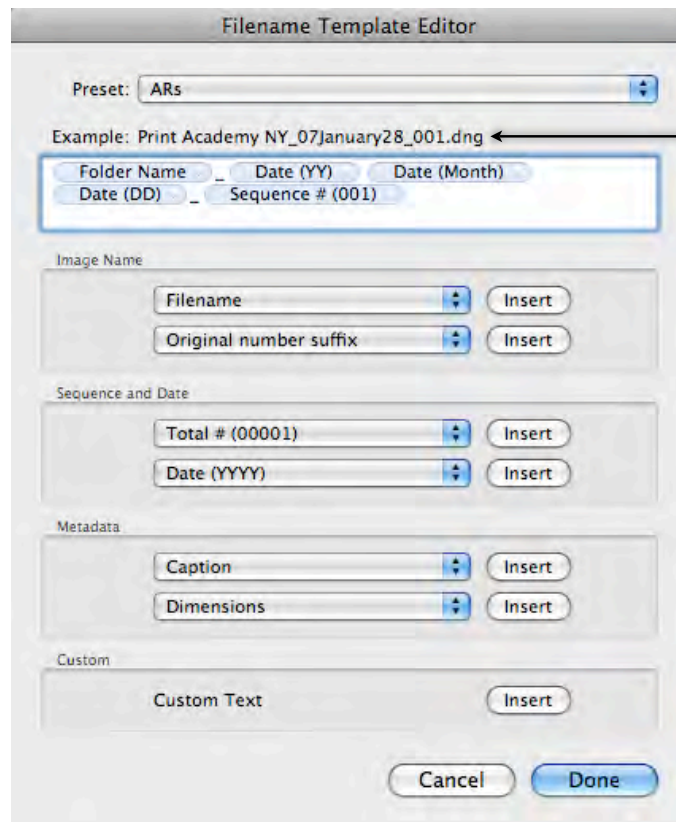 Filename Template Editor
Preset: ARs
Example: Print Academy NY_07January28_001.dng
Folder Name _ Date (YY) Date (Month)
Date (DD) _ Sequence # (001)
Image Name
Filename Insert
Original number suffix Insert
Sequence and Date
Total # (00001) Insert
Date (YYYY) Insert
Metadata
Caption Insert
Dimensions Insert
Custom
Custom Text Insert
Cancel Done